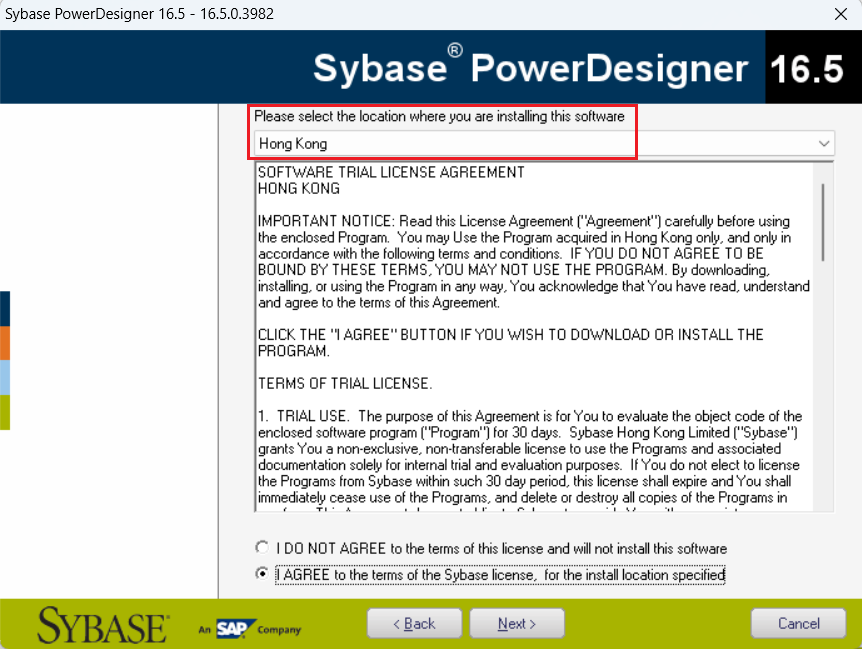 Sybase PowerDesigner 16.5 - 16.5.0.3982
Sybase® PowerDesigner 16.5
Please select the location where you are installing this software
Hong Kong
SOFTWARE TRIAL LICENSE AGREEMENT
HONG KONG
IMPORTANT NOTICE: Read this License Agreement ("Agreement") carefully before using
the enclosed Program.  You may Use the Program acquired in Hong Kong only, and only in
accordance with the following terms and conditions.  IF YOU DO NOT AGREE TO BE
BOUND BY THESE TERMS, YOU MAY NOT USE THE PROGRAM. By downloading,
installing, or using the Program in any way, You acknowledge that You have read, understand
and agree to the terms of this Agreement.
CLICK THE "I AGREE" BUTTON IF YOU WISH TO DOWNLOAD OR INSTALL THE
PROGRAM.
TERMS OF TRIAL LICENSE.
1.  TRIAL USE.  The purpose of this Agreement is for You to evaluate the object code of the
enclosed software program ("Program") for 30 days.  Sybase Hong Kong Limited ("Sybase")
grants You a non-exclusive, non-transferable license to use the Programs and associated
documentation solely for internal trial and evaluation purposes.  If You do not elect to license
the Programs from Sybase within such 30 day period, this license shall expire and You shall
immediately cease use of the Programs, and delete or destroy all copies of the Programs in
I DO NOT AGREE to the terms of this license and will not install this software
I AGREE to the terms of the Sybase license,  for the install location specified
SYBASE® An SAP Company
< Back
Next >
Cancel